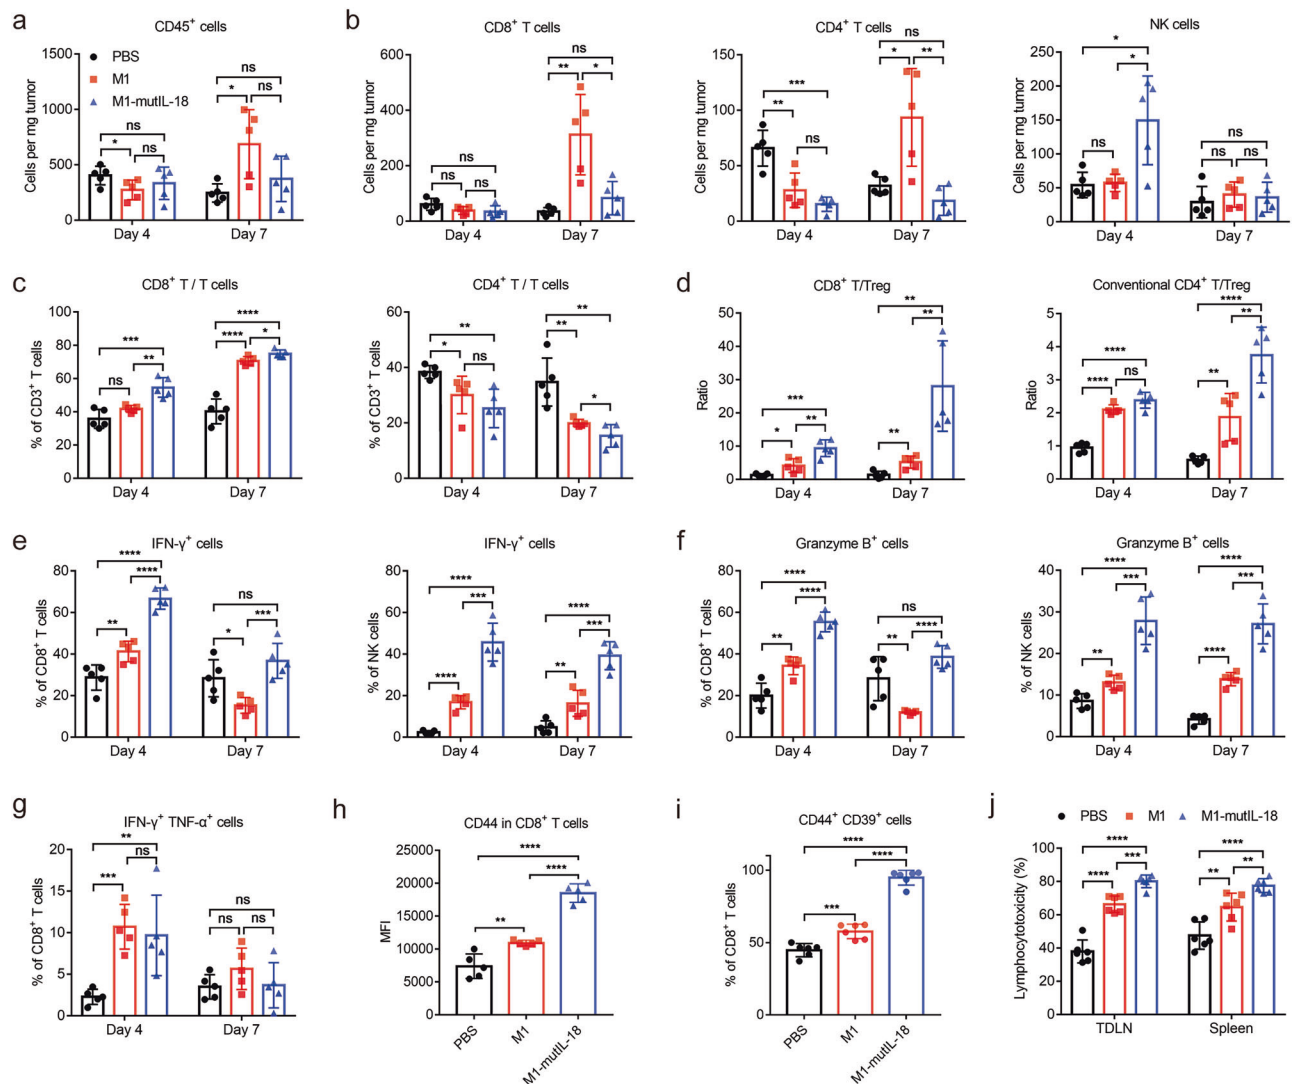 a
CD45⁺ cells
Cells per mg tumor
1500
1000
500
0
PBS
M1
M1-mutIL-18
ns
*
ns
ns
*
ns
Day 4
Day 7
b
CD8⁺ T cells
Cells per mg tumor
600
400
200
0
ns
ns
ns
ns
**
*
Day 4
Day 7
CD4⁺ T cells
Cells per mg tumor
150
100
50
0
***
**
ns
ns
*
**
Day 4
Day 7
NK cells
Cells per mg tumor
250
200
150
100
50
0
*
*
ns
ns
ns
ns
Day 4
Day 7
c
CD8⁺ T / T cells
% of CD3⁺ T cells
100
80
60
40
20
0
***
ns
**
****
****
*
Day 4
Day 7
CD4⁺ T / T cells
% of CD3⁺ T cells
60
40
20
0
**
*
ns
**
**
*
Day 4
Day 7
d
CD8⁺ T/Treg
Ratio
50
40
30
20
10
0
***
*
**
**
**
**
Day 4
Day 7
Conventional CD4⁺ T/Treg
Ratio
5
4
3
2
1
0
****
****
ns
****
**
**
Day 4
Day 7
e
IFN-γ⁺ cells
% of CD8⁺ T cells
80
60
40
20
0
****
****
**
ns
***
*
Day 4
Day 7
IFN-γ⁺ cells
% of NK cells
80
60
40
20
0
****
***
****
****
***
**
Day 4
Day 7
f
Granzyme B⁺ cells
% of CD8⁺ T cells
80
60
40
20
0
****
****
**
ns
****
**
Day 4
Day 7
Granzyme B⁺ cells
% of NK cells
40
30
20
10
0
****
***
**
****
***
****
Day 4
Day 7
g
IFN-γ⁺ TNF-α⁺ cells
% of CD8⁺ T cells
20
15
10
5
0
**
ns
***
ns
ns
ns
Day 4
Day 7
h
CD44 in CD8⁺ T cells
MFI
25000
20000
15000
10000
5000
0
****
****
**
PBS
M1
M1-mutIL-18
i
CD44⁺ CD39⁺ cells
% of CD8⁺ T cells
100
50
0
****
****
***
PBS
M1
M1-mutIL-18
j
PBS
M1
M1-mutIL-18
Lymphocytotoxicity (%)
100
80
60
40
20
0
****
***
****
****
**
**
TDLN
Spleen